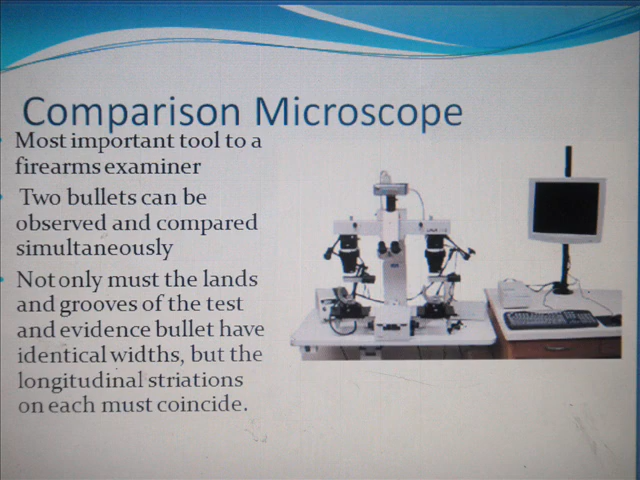 Comparison Microscope
Most important tool to a
firearms examiner
Two bullets can be
observed and compared
simultaneously
Not only must the lands
and grooves of the test
and evidence bullet have
identical widths, but the
longitudinal striations
on each must coincide.